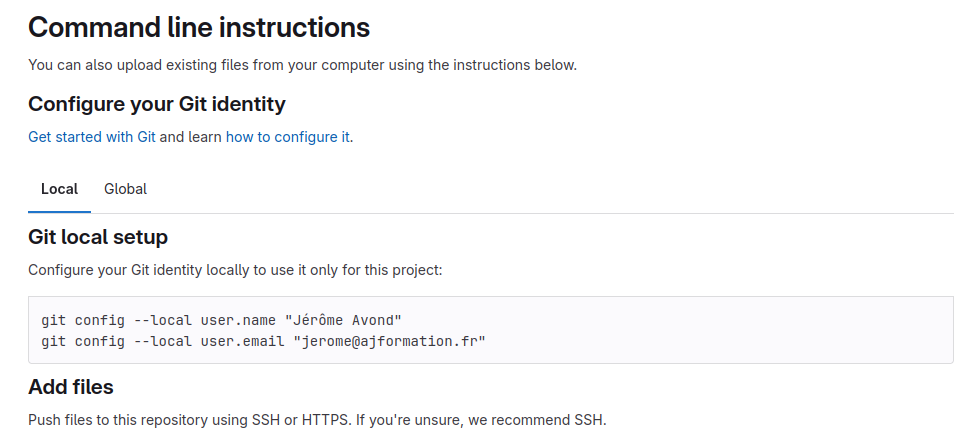 Command line instructions
You can also upload existing files from your computer using the instructions below.
Configure your Git identity
Get started with Git and learn how to configure it.
Local Global
Git local setup
Configure your Git identity locally to use it only for this project:
git config --local user.name "Jérôme Avond"
git config --local user.email "jerome@ajformation.fr"
Add files
Push files to this repository using SSH or HTTPS. If you're unsure, we recommend SSH.